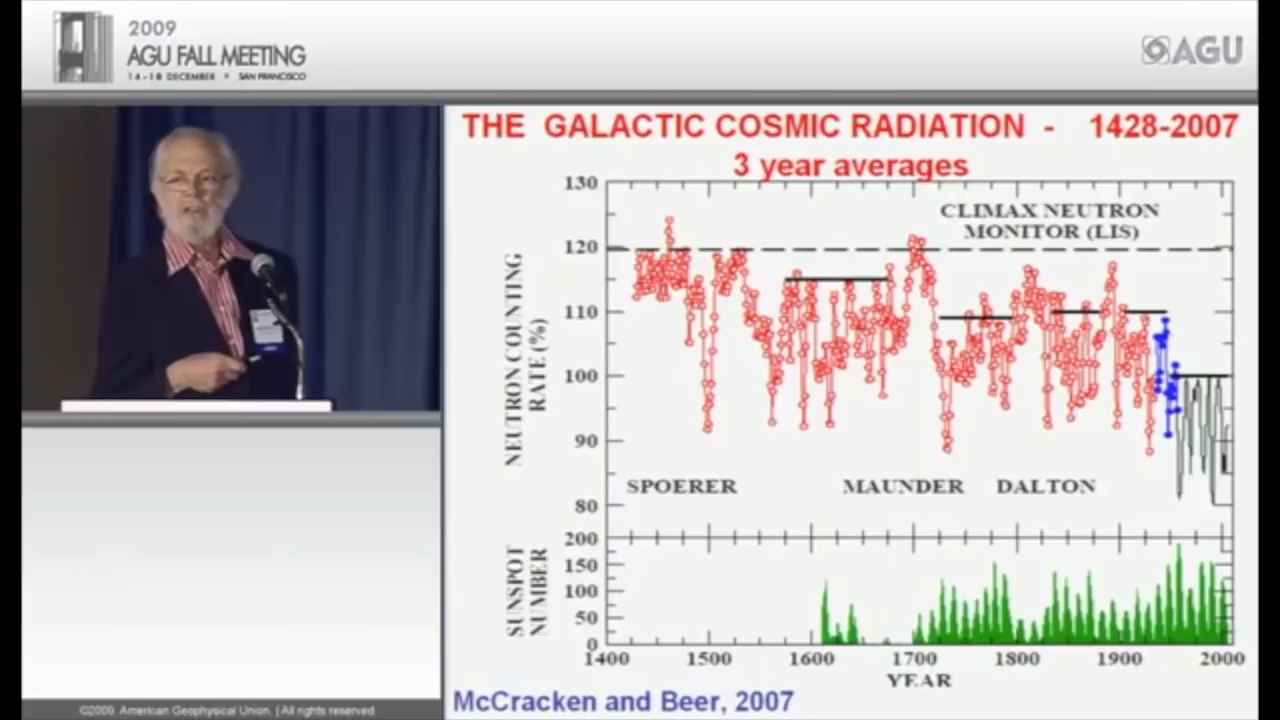 2009
AGU FALL MEETING
14-18 DECEMBER • SAN FRANCISCO
AGU
THE GALACTIC COSMIC RADIATION - 1428-2007
3 year averages
CLIMAX NEUTRON
MONITOR (LIS)
NEUTRON COUNTING
RATE (%)
130
120
110
100
90
80
SPOERER
MAUNDER
DALTON
SUNSPOT
NUMBER
200
150
100
50
0
1400 1500 1600 1700 1800 1900 2000
YEAR
McCracken and Beer, 2007
©2009. American Geophysical Union. | All rights reserved.